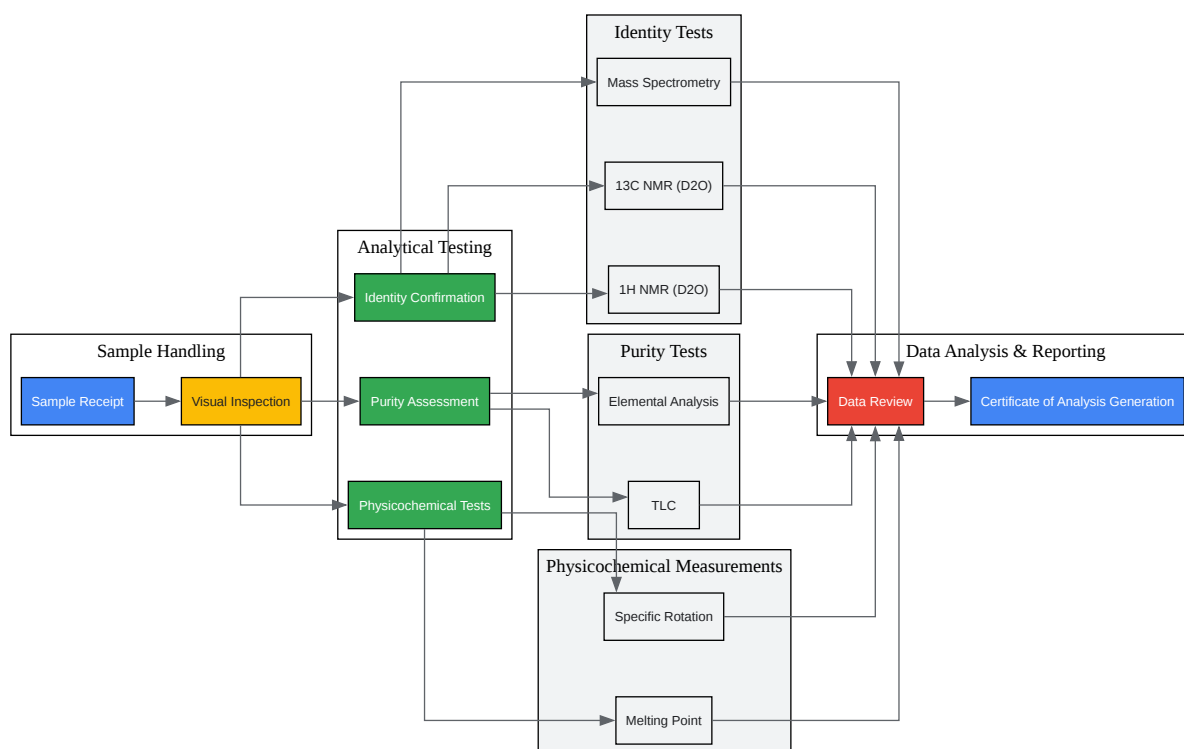 Identity Tests
Mass Spectrometry
13C NMR (D2O)
1H NMR (D2O)
Analytical Testing
Identity Confirmation
Purity Assessment
Physicochemical Tests
Sample Handling
Sample Receipt
Visual Inspection
Purity Tests
Elemental Analysis
TLC
Data Analysis & Reporting
Data Review
Certificate of Analysis Generation
Physicochemical Measurements
Specific Rotation
Melting Point